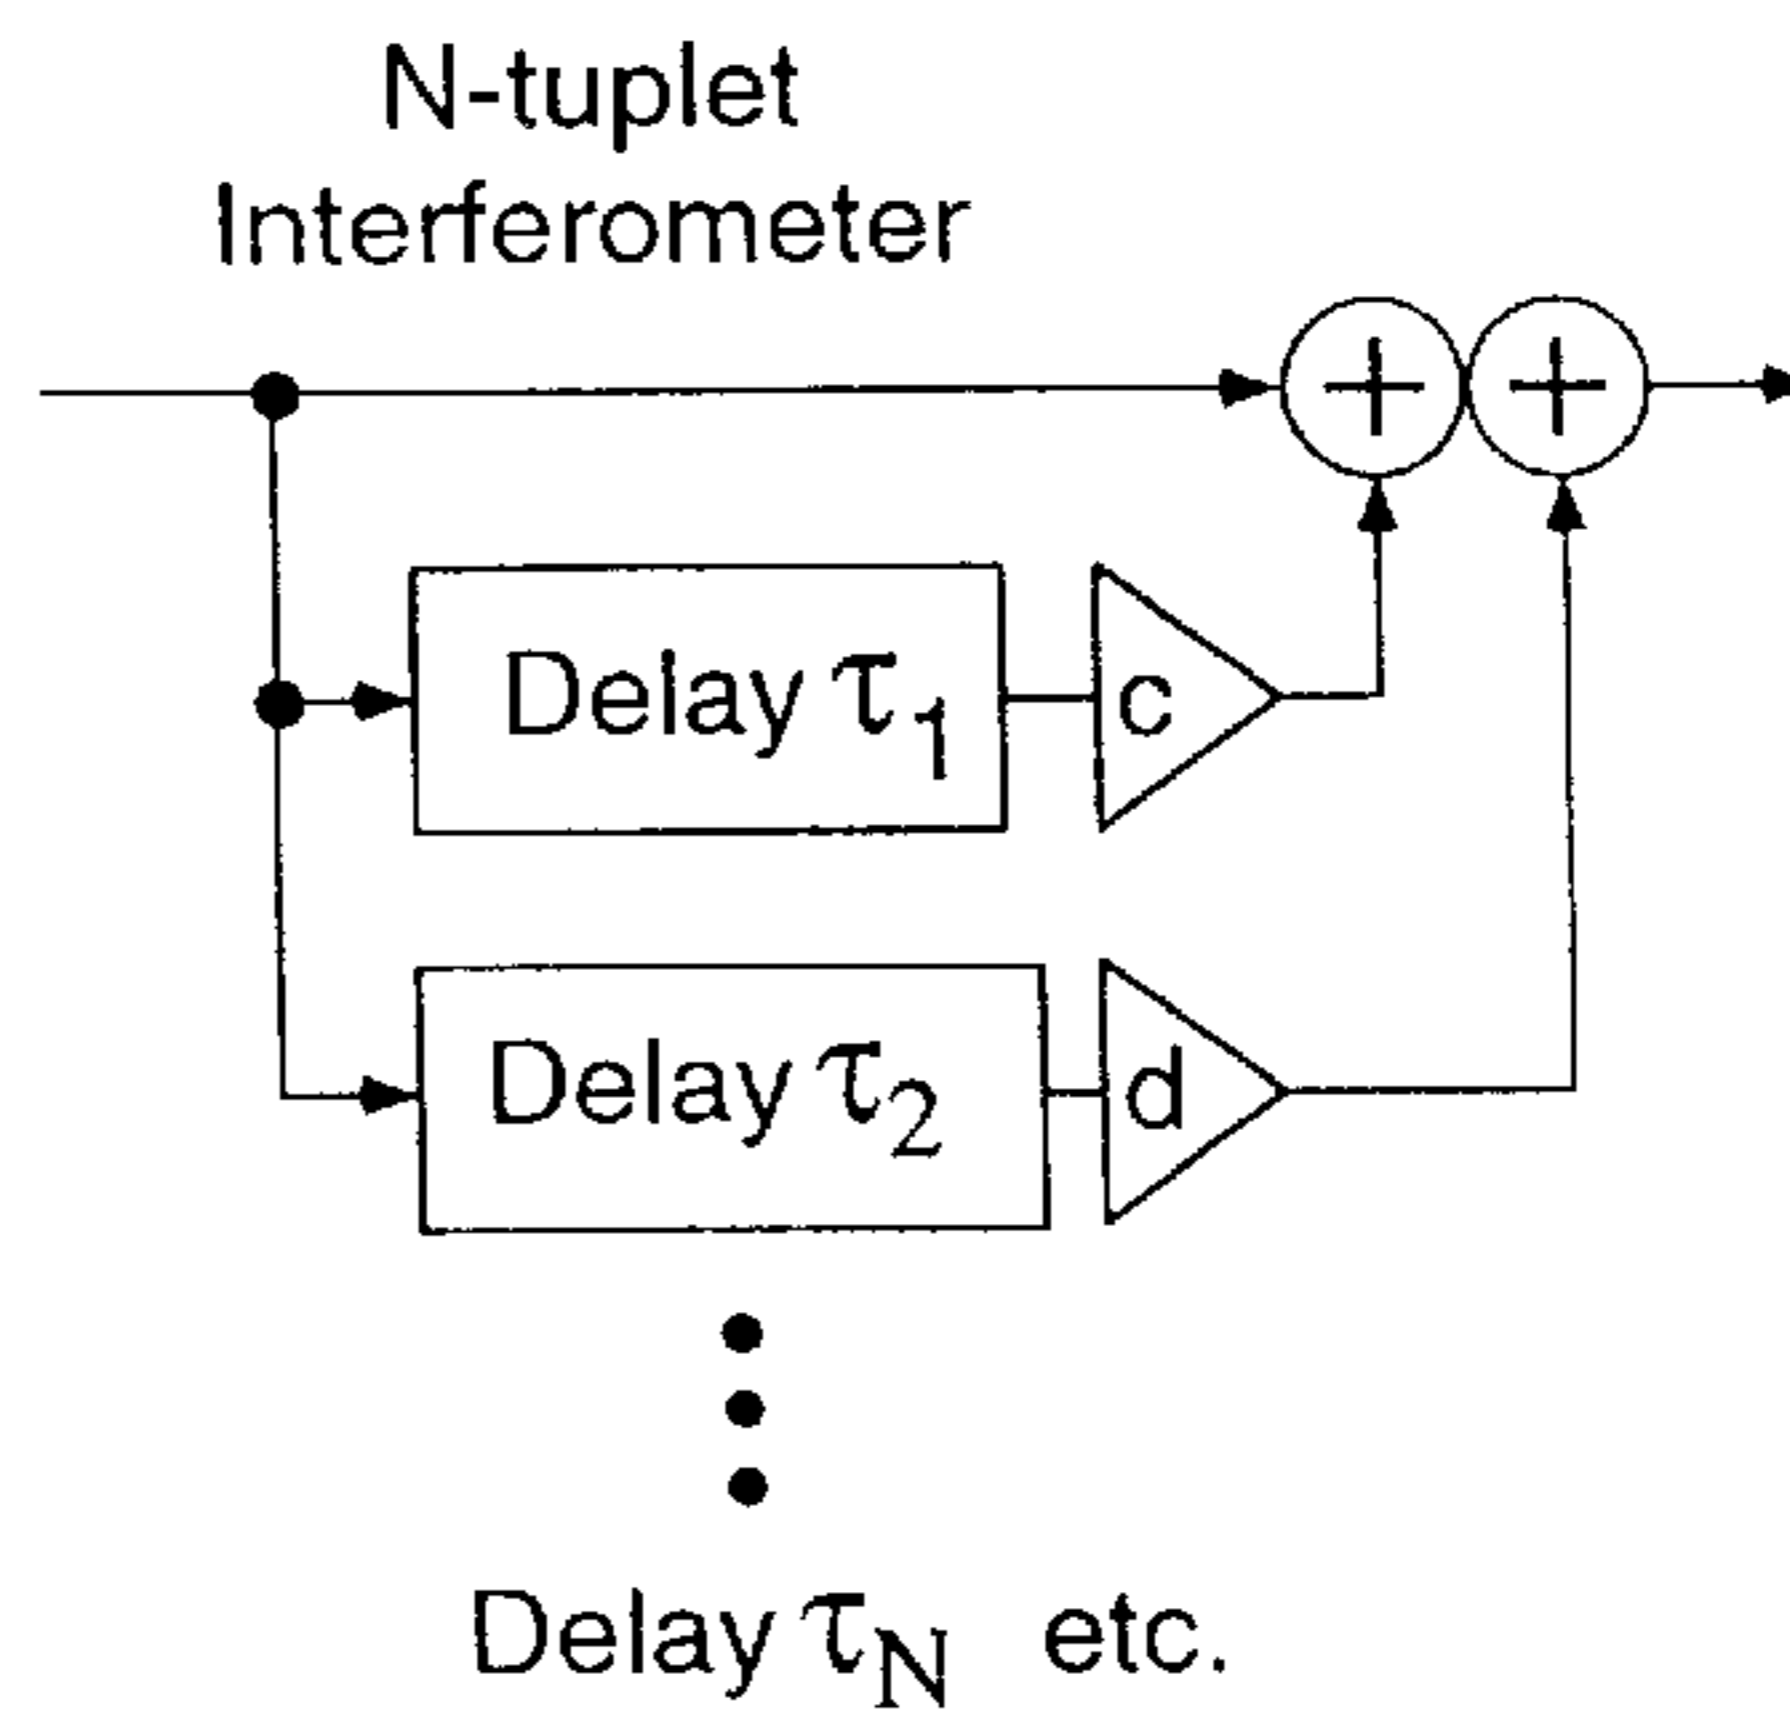 N-tuplet
Interferometer
+ +
Delay τ1 c
Delay τ2 d
Delay τN etc.